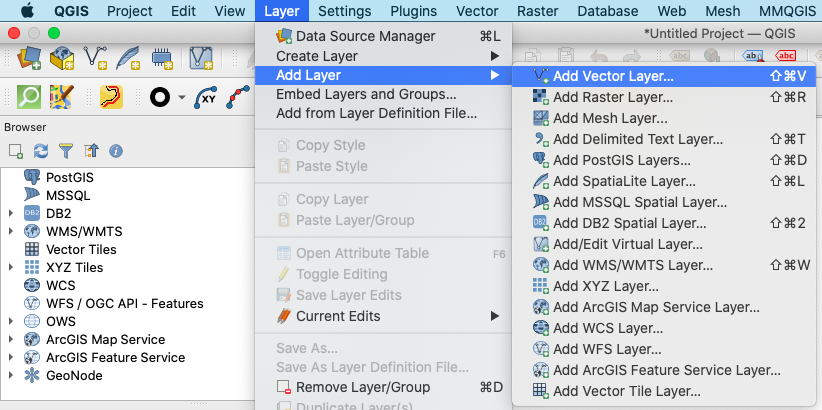 QGIS Project Edit View Layer Settings Plugins Vector Raster Database Web Mesh MMQGIS
*Untitled Project — QGIS
abc abc
Browser
PostGIS
MSSQL
DB2
WMS/WMTS
Vector Tiles
XYZ Tiles
WCS
WFS / OGC API - Features
OWS
ArcGIS Map Service
ArcGIS Feature Service
GeoNode
Data Source Manager ⌘L
Create Layer
Add Layer
Embed Layers and Groups...
Add from Layer Definition File...
Copy Style
Paste Style
Copy Layer
Paste Layer/Group
Open Attribute Table F6
Toggle Editing
Save Layer Edits
Current Edits
Save As...
Save As Layer Definition File...
Remove Layer/Group ⌘D
Duplicate Layer(s)
Add Vector Layer... ⇧⌘V
Add Raster Layer... ⇧⌘R
Add Mesh Layer...
Add Delimited Text Layer... ⇧⌘T
Add PostGIS Layers... ⇧⌘D
Add SpatiaLite Layer... ⇧⌘L
Add MSSQL Spatial Layer...
Add DB2 Spatial Layer... ⇧⌘2
Add/Edit Virtual Layer...
Add WMS/WMTS Layer... ⇧⌘W
Add XYZ Layer...
Add ArcGIS Map Service Layer...
Add WCS Layer...
Add WFS Layer...
Add ArcGIS Feature Service Layer...
Add Vector Tile Layer...